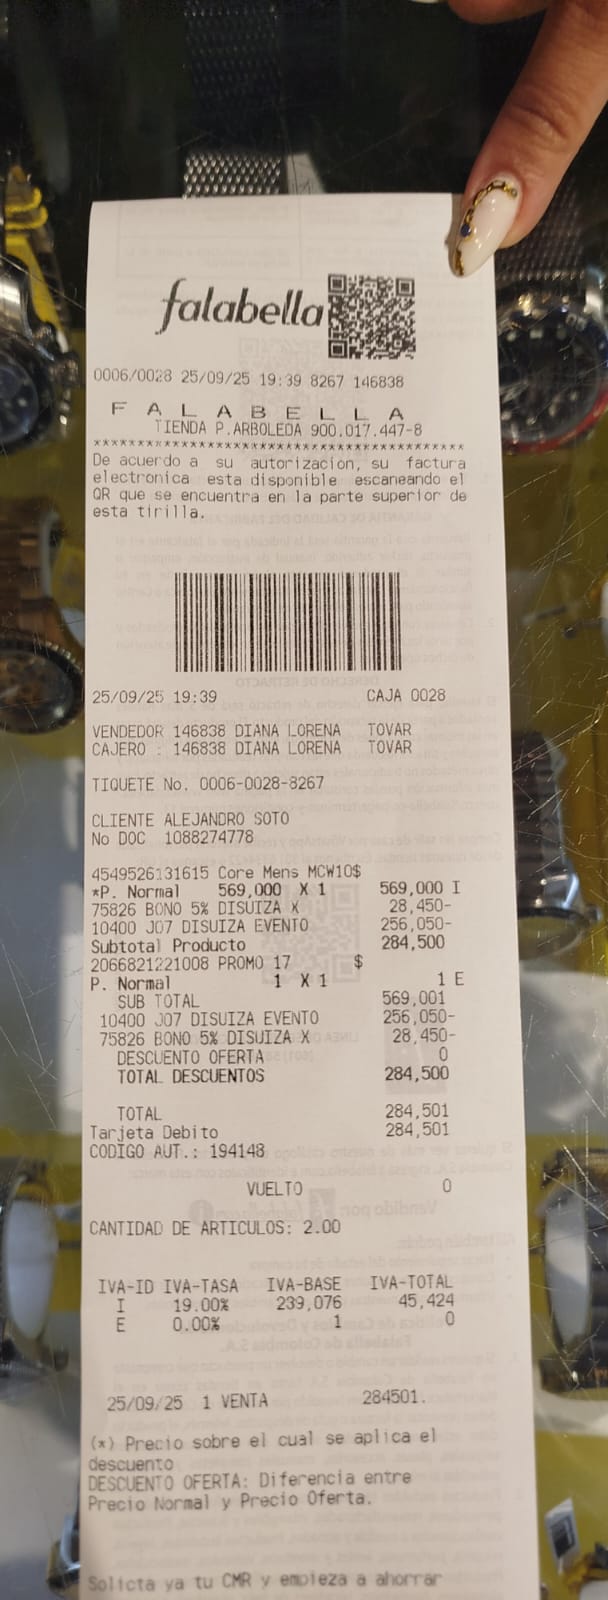 falabella
0006/0028 25/09/25 19:39 8267 146838
F A L A B E L L A
TIENDA P.ARBOLEDA 900.017.447-8
*****************************************
De acuerdo a su autorización, su factura
electronica esta disponible escaneando el
QR que se encuentra en la parte superior de
esta tirilla.
25/09/25 19:39 CAJA 0028
VENDEDOR 146838 DIANA LORENA TOVAR
CAJERO : 146838 DIANA LORENA TOVAR
TIQUETE No. 0006-0028-8267
CLIENTE ALEJANDRO SOTO
No DOC 1088274778
4549526131615 Core Mens MCW10$
*P. Normal 569,000 X 1 569,000 I
75826 BONO 5% DISUIZA X 28,450-
10400 J07 DISUIZA EVENTO 256,050-
Subtotal Producto 284,500
2066821221008 PROMO 17 $
P. Normal 1 X 1 1 E
SUB TOTAL 569,001
10400 J07 DISUIZA EVENTO 256,050-
75826 BONO 5% DISUIZA X 28,450-
DESCUENTO OFERTA 0
TOTAL DESCUENTOS 284,500
TOTAL 284,501
Tarjeta Debito 284,501
CODIGO AUT.: 194148
VUELTO 0
CANTIDAD DE ARTICULOS: 2.00
IVA-ID IVA-TASA IVA-BASE IVA-TOTAL
I 19.00% 239,076 45,424
E 0.00% 1 0
25/09/25 1 VENTA 284501.
(*) Precio sobre el cual se aplica el
descuento
DESCUENTO OFERTA: Diferencia entre
Precio Normal y Precio Oferta.
Solicta ya tu CMR y empieza a ahorrar